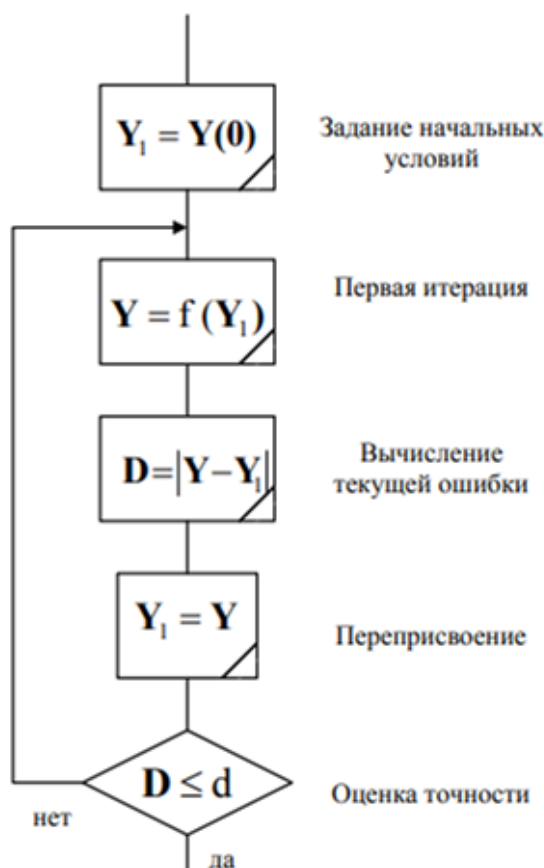 Y₁ = Y(0)
Задание начальных
условий
Y = f (Y₁)
Первая итерация
D=|Y−Y₁|
Вычисление
текущей ошибки
Y₁ = Y
Переприсвоение
D ≤ d
Оценка точности
нет
да